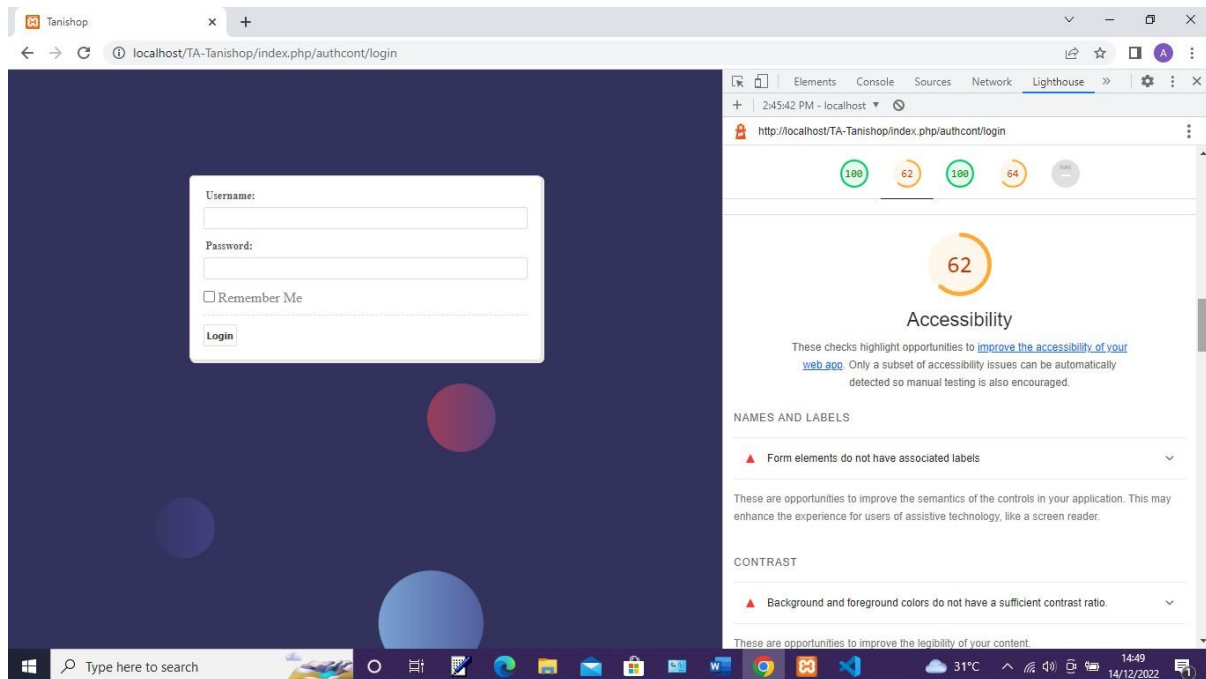 Tanishop
localhost/TA-Tanishop/index.php/authcont/login
A
Username:
Password:
Remember Me
Login
Elements Console Sources Network Lighthouse
2:45:42 PM - localhost
http://localhost/TA-Tanishop/index.php/authcont/login
100 62 100 64
62
Accessibility
These checks highlight opportunities to improve the accessibility of your
web app. Only a subset of accessibility issues can be automatically
detected so manual testing is also encouraged.
NAMES AND LABELS
Form elements do not have associated labels
These are opportunities to improve the semantics of the controls in your application. This may
enhance the experience for users of assistive technology, like a screen reader.
CONTRAST
Background and foreground colors do not have a sufficient contrast ratio.
These are opportunities to improve the legibility of your content.
Type here to search
31°C
14:49
14/12/2022